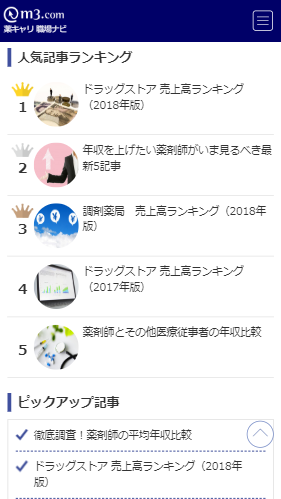 m3.com
薬キャリ 職場ナビ
人気記事ランキング
1
ドラッグストア 売上高ランキング
（2018年版）
2
年収を上げたい薬剤師がいま見るべき最
新5記事
3
調剤薬局　売上高ランキング（2018年
版）
4
ドラッグストア 売上高ランキング
（2017年版）
5
薬剤師とその他医療従事者の年収比較
ピックアップ記事
徹底調査！薬剤師の平均年収比較
ドラッグストア 売上高ランキング（2018年
版）